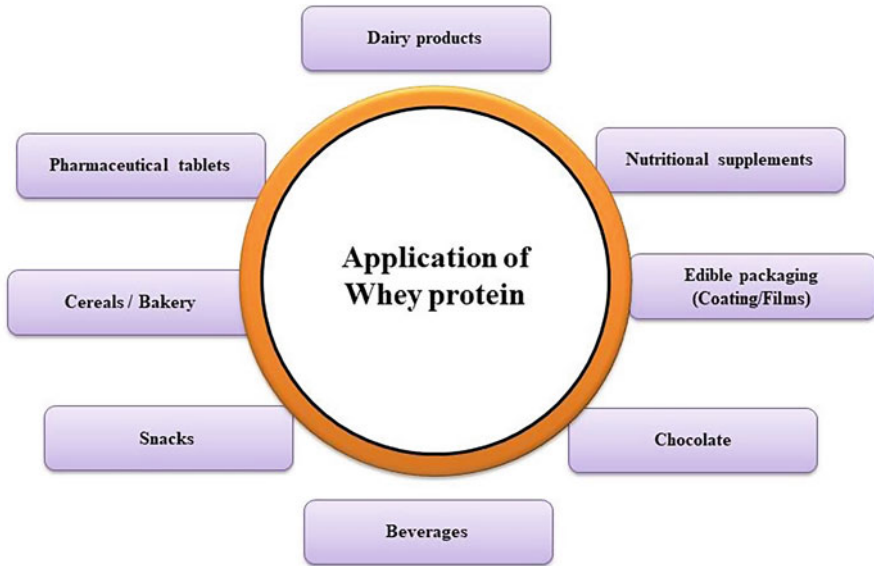 Dairy products
Pharmaceutical tablets
Nutritional supplements
Application of
Whey protein
Cereals / Bakery
Edible packaging
(Coating/Films)
Snacks
Chocolate
Beverages